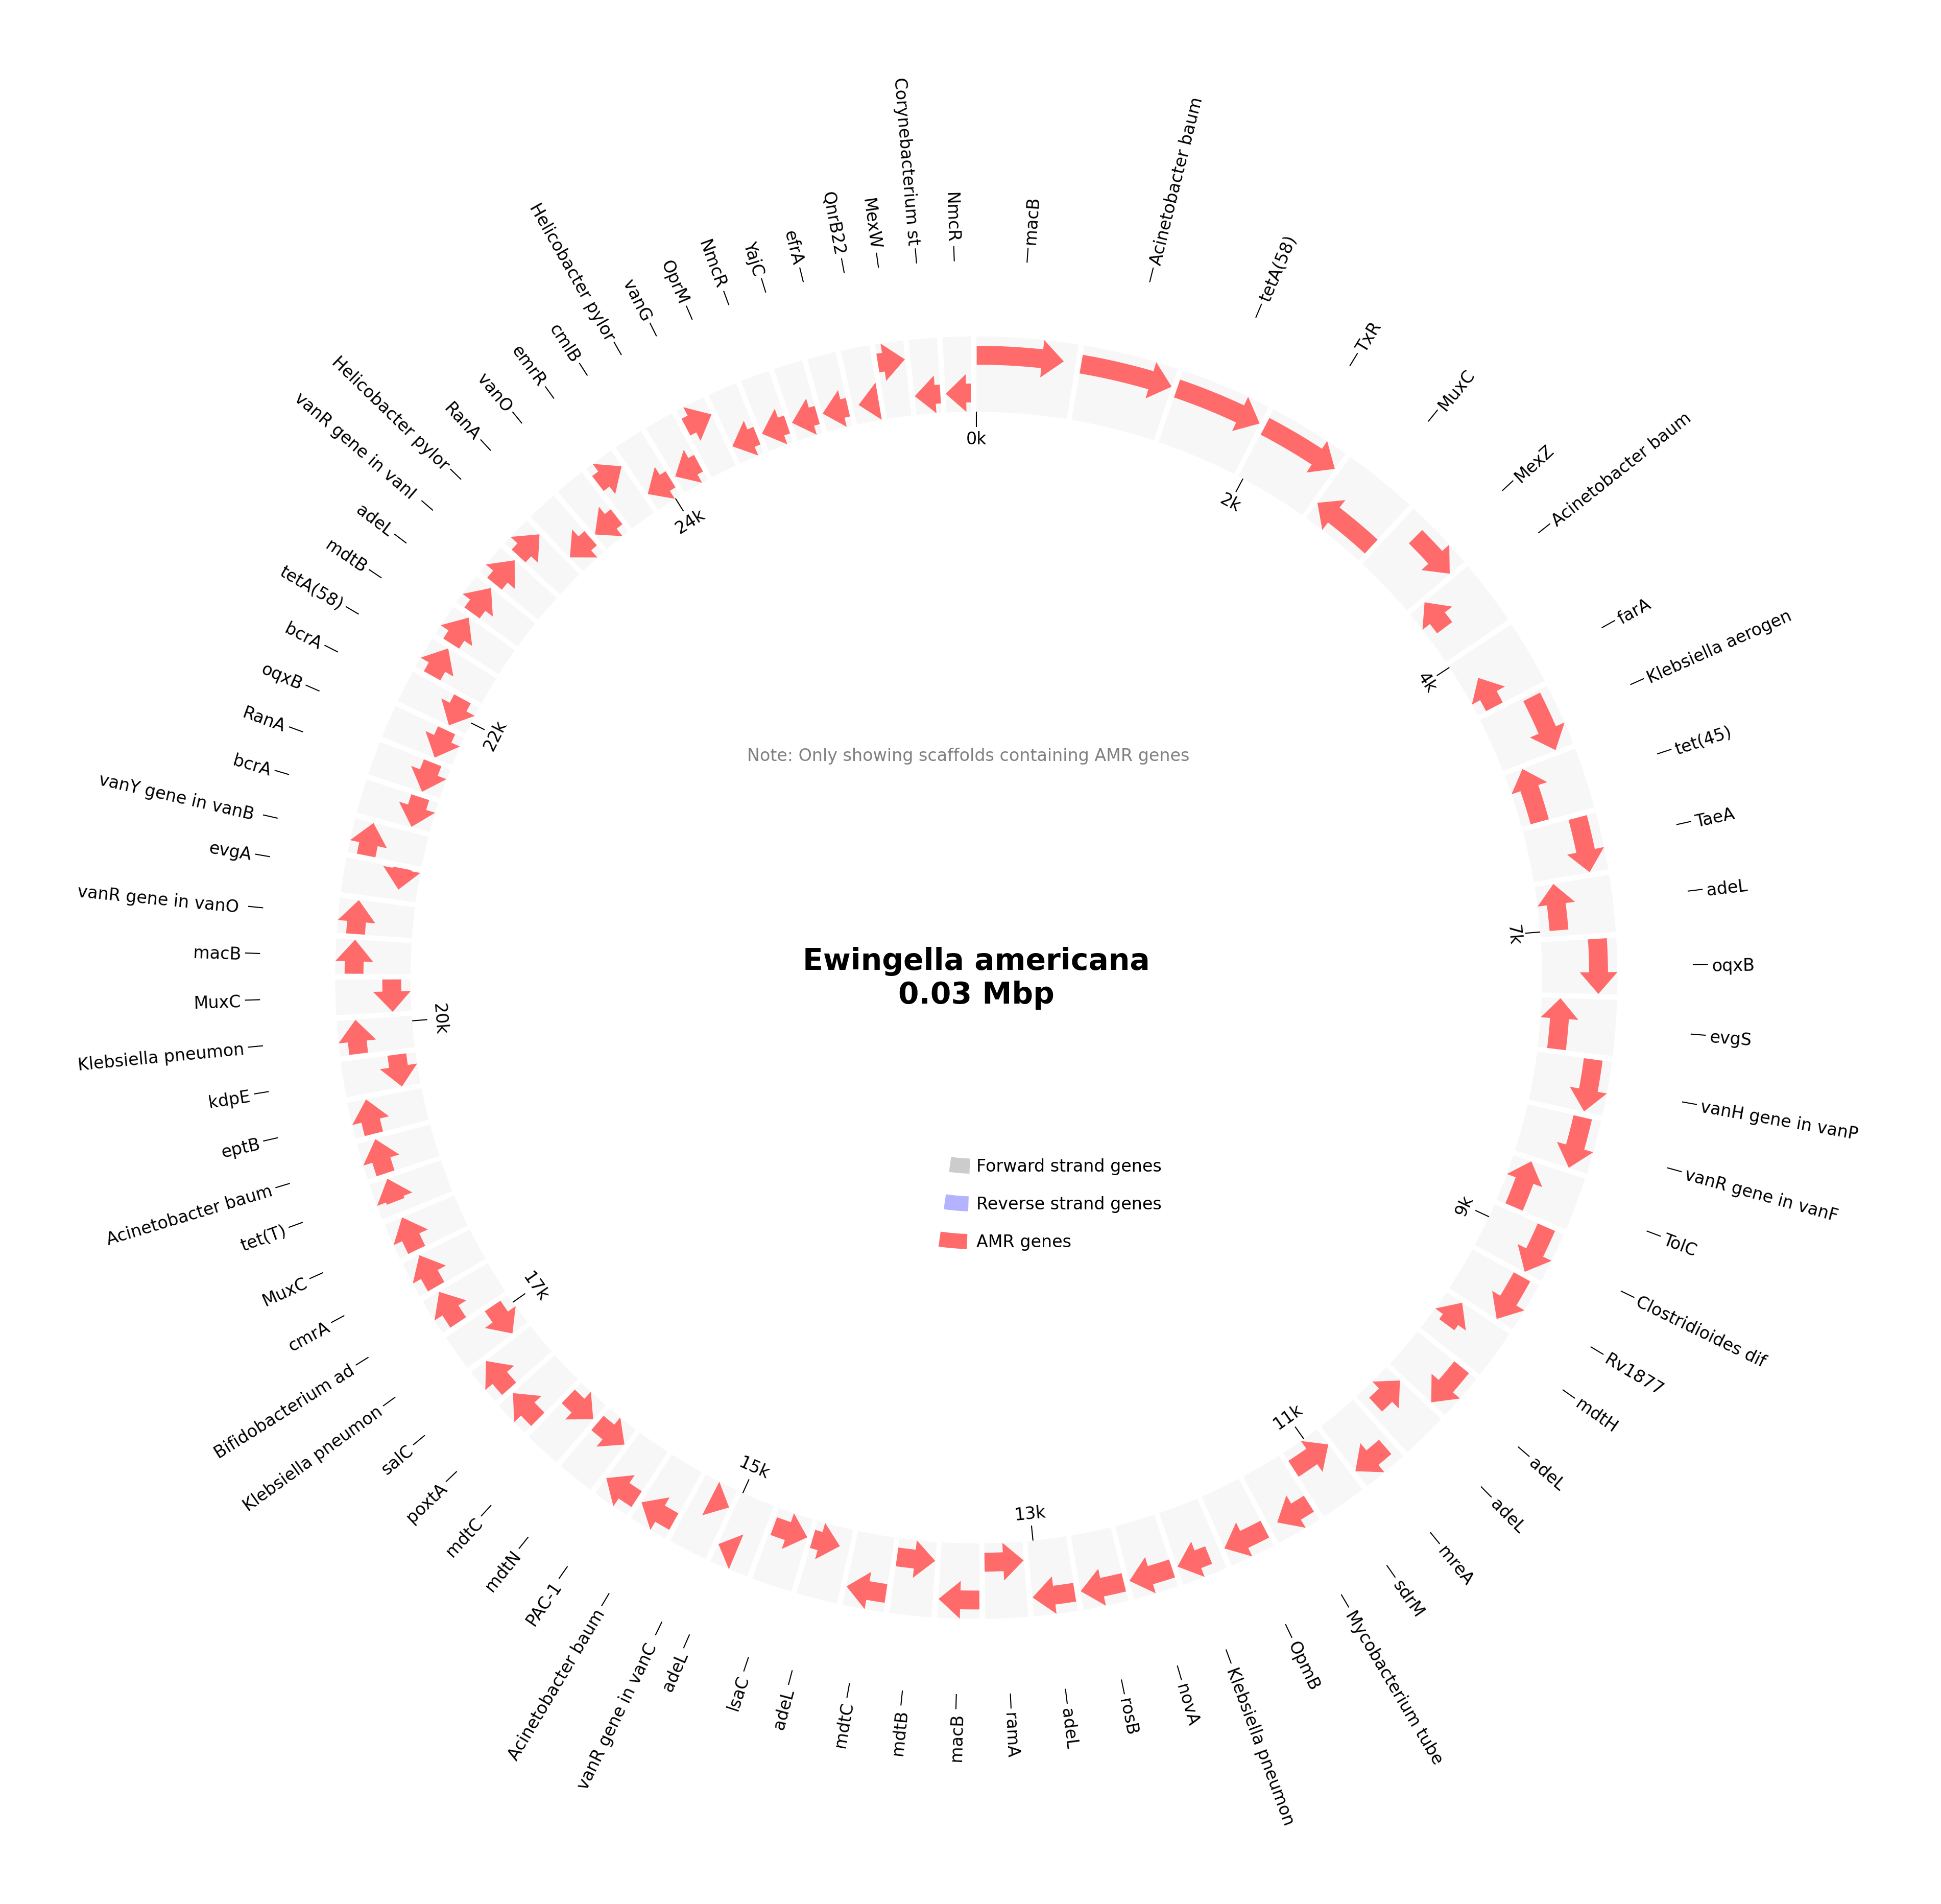 macB
Acinetobacter baum
tetA(58)
TxR
MuxC
MexZ
Acinetobacter baum
farA
Klebsiella aerogen
tet(45)
TaeA
adeL
oqxB
evgS
vanH gene in vanP
vanR gene in vanF
TolC
Clostridioides dif
Rv1877
mdtH
adeL
adeL
mreA
sdrM
Mycobacterium tube
OpmB
Klebsiella pneumon
novA
rosB
adeL
ramA
macB
mdtB
mdtC
adeL
lsaC
adeL
vanR gene in vanC
Acinetobacter baum
PAC-1
mdtN
mdtC
poxtA
salC
Klebsiella pneumon
Bifidobacterium ad
cmrA
MuxC
tet(T)
Acinetobacter baum
eptB
kdpE
Klebsiella pneumon
MuxC
macB
vanR gene in vanO
evgA
vanY gene in vanB
bcrA
RanA
oqxB
bcrA
tetA(58)
mdtB
adeL
vanR gene in vanI
Helicobacter pylor
RanA
vanO
emrR
cmlB
Helicobacter pylor
vanG
OprM
NmcR
YajC
efrA
QnrB22
MexW
Corynebacterium st
NmcR
0k
2k
4k
7k
9k
11k
13k
15k
17k
20k
22k
24k
Note: Only showing scaffolds containing AMR genes
Ewingella americana
0.03 Mbp
Forward strand genes
Reverse strand genes
AMR genes